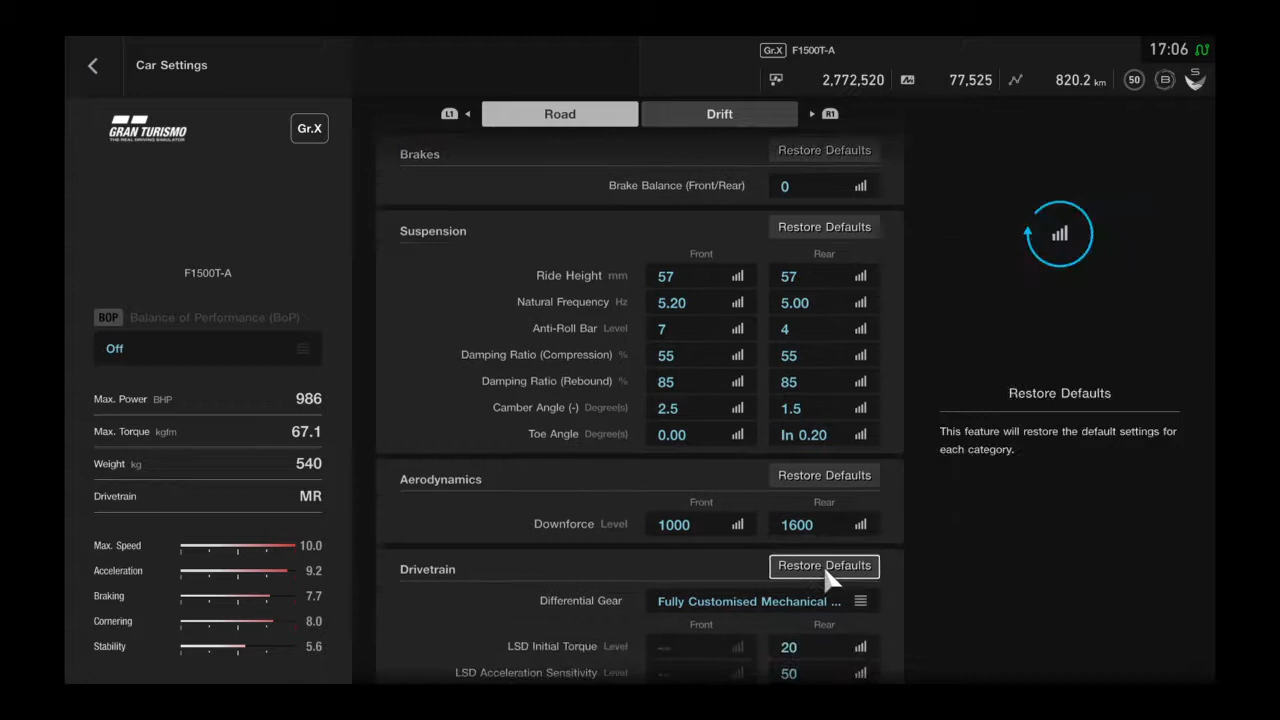 Car Settings
Gr.X F1500T-A
17:06
2,772,520 77,525 820.2 km 50 B S
L1 Road Drift R1
GRAN TURISMO
THE REAL DRIVING SIMULATOR
Gr.X
F1500T-A
BOP Balance of Performance (BoP)
Off
Max. Power BHP 986
Max. Torque kgfm 67.1
Weight kg 540
Drivetrain MR
Max. Speed 10.0
Acceleration 9.2
Braking 7.7
Cornering 8.0
Stability 5.6
Brakes Restore Defaults
Brake Balance (Front/Rear) 0
Suspension Restore Defaults
Front Rear
Ride Height mm 57 57
Natural Frequency Hz 5.20 5.00
Anti-Roll Bar Level 7 4
Damping Ratio (Compression) % 55 55
Damping Ratio (Rebound) % 85 85
Camber Angle (-) Degree(s) 2.5 1.5
Toe Angle Degree(s) 0.00 In 0.20
Aerodynamics Restore Defaults
Front Rear
Downforce Level 1000 1600
Drivetrain Restore Defaults
Differential Gear Fully Customised Mechanical ...
Front Rear
LSD Initial Torque Level -- 20
LSD Acceleration Sensitivity Level -- 50
Restore Defaults
This feature will restore the default settings for
each category.